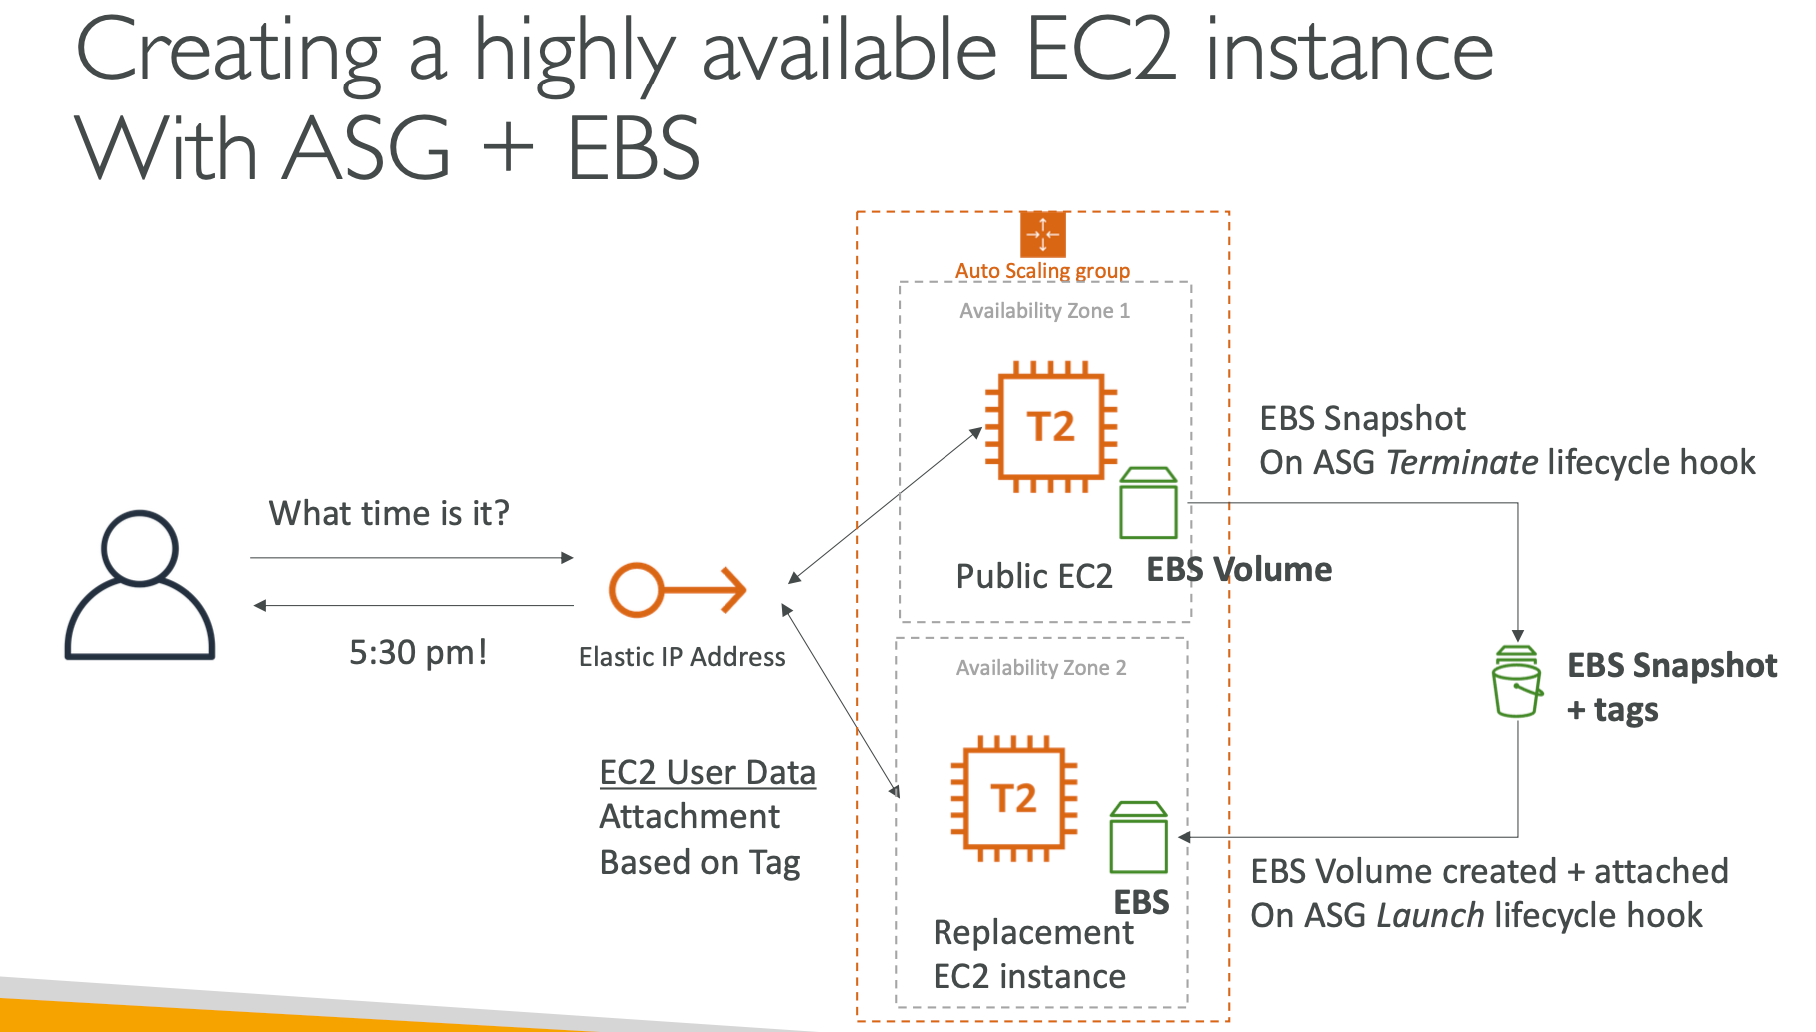 Creating a highly available EC2 instance
With ASG + EBS
Auto Scaling group
Availability Zone 1
T2
Public EC2
EBS Volume
EBS Snapshot
On ASG Terminate lifecycle hook
What time is it?
5:30 pm!
Elastic IP Address
EBS Snapshot
+ tags
Availability Zone 2
T2
EBS
Replacement
EC2 instance
EC2 User Data
Attachment
Based on Tag
EBS Volume created + attached
On ASG Launch lifecycle hook